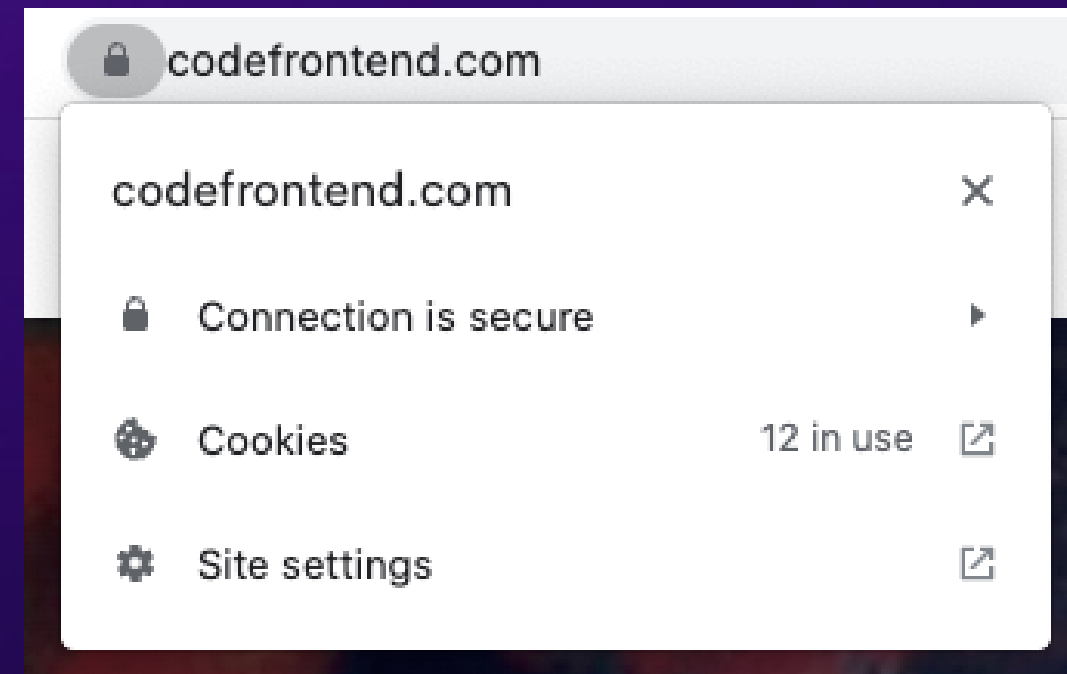 codefrontend.com
codefrontend.com
Connection is secure
Cookies 12 in use
Site settings